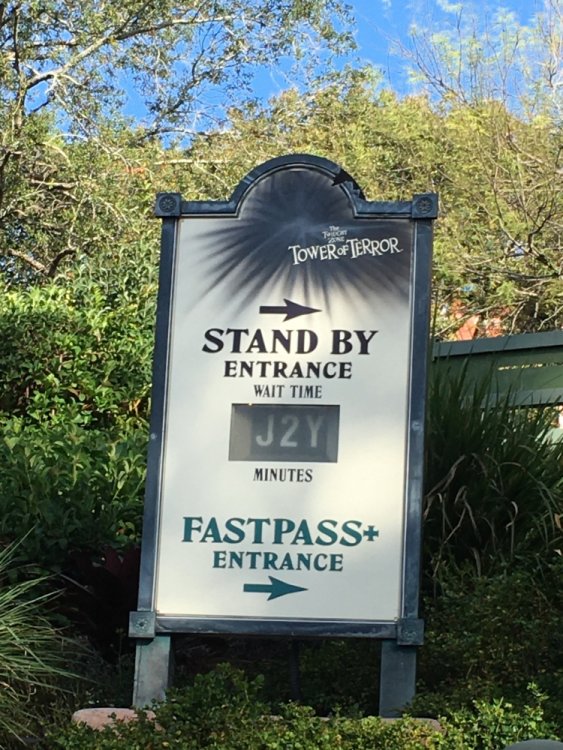 The
Twilight
Zone
Tower of Terror
STAND BY
ENTRANCE
WAIT TIME
J2Y
MINUTES
FASTPASS+
ENTRANCE